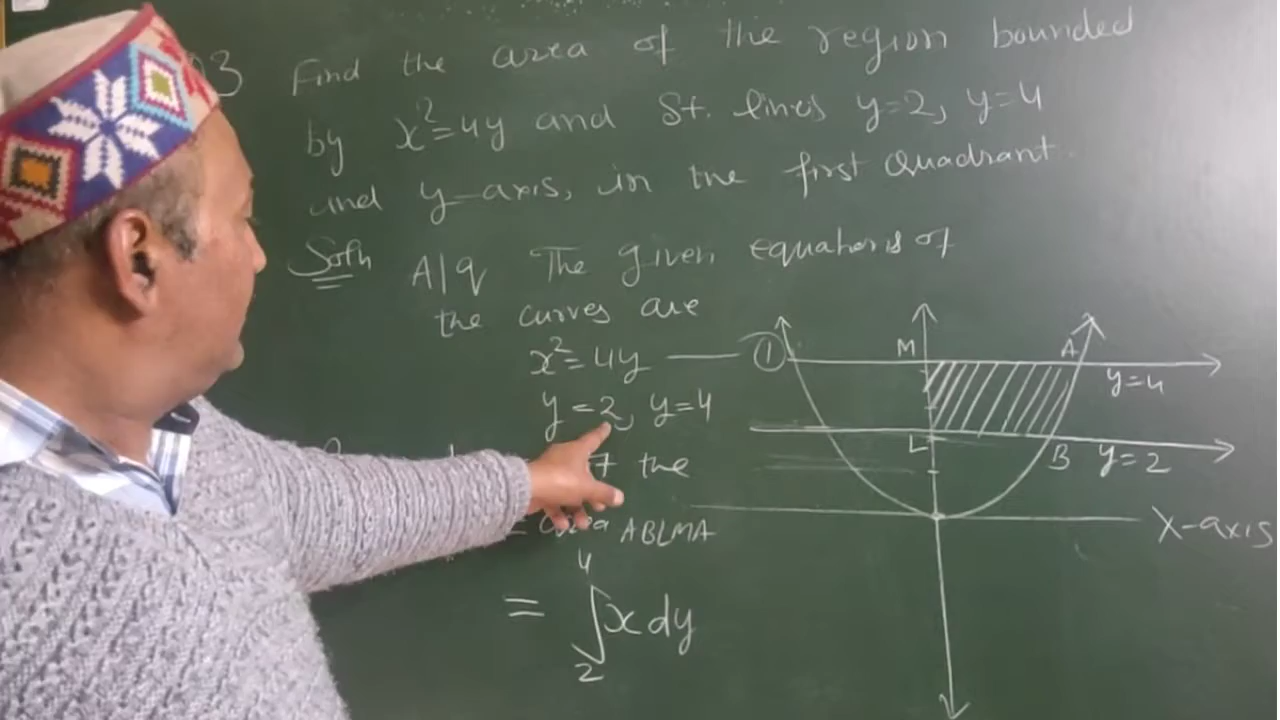 3 Find the area of the region bounded
by x²=4y and St. lines y=2, y=4
and y-axis, in the first Quadrant.
Soln A/q The given equations of
the curves are
x²=4y —— ①
y=2, y=4
the
= area ABLMA
= ∫₂⁴ x dy
M A
y=4
L B y=2
X-axis